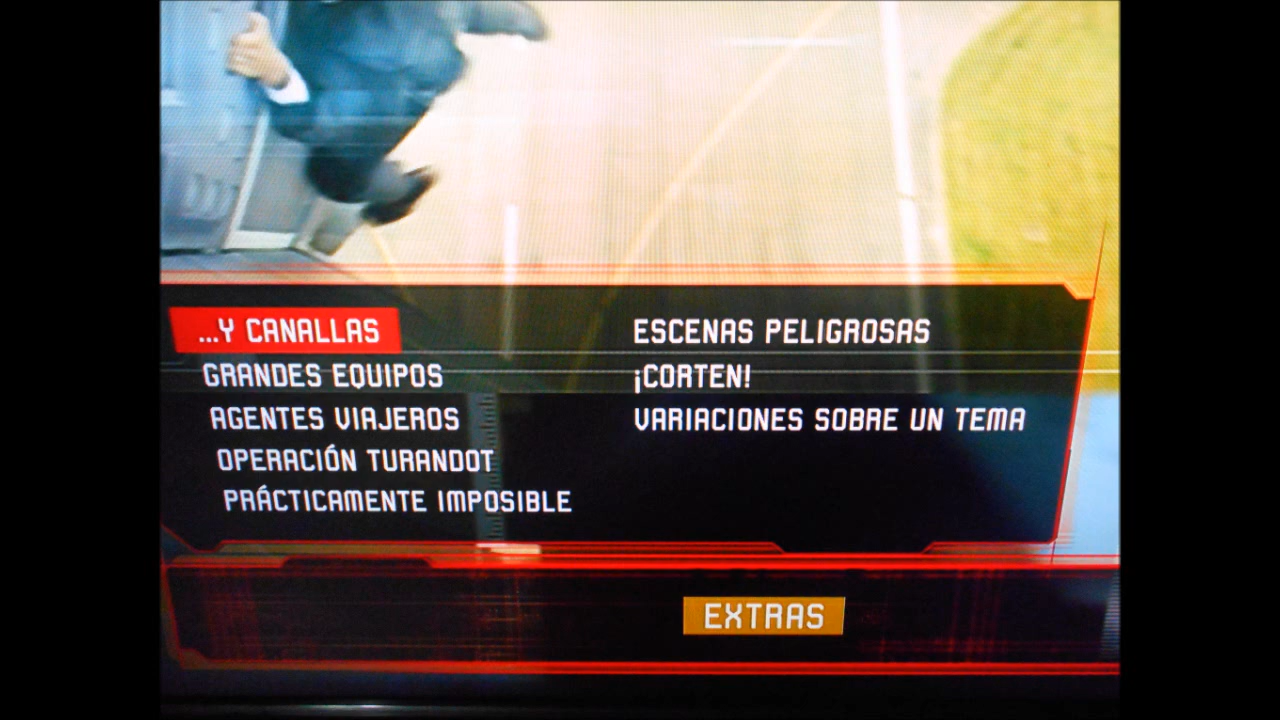 ...Y CANALLAS
GRANDES EQUIPOS
AGENTES VIAJEROS
OPERACIÓN TURANDOT
PRÁCTICAMENTE IMPOSIBLE
ESCENAS PELIGROSAS
¡CORTEN!
VARIACIONES SOBRE UN TEMA
EXTRAS